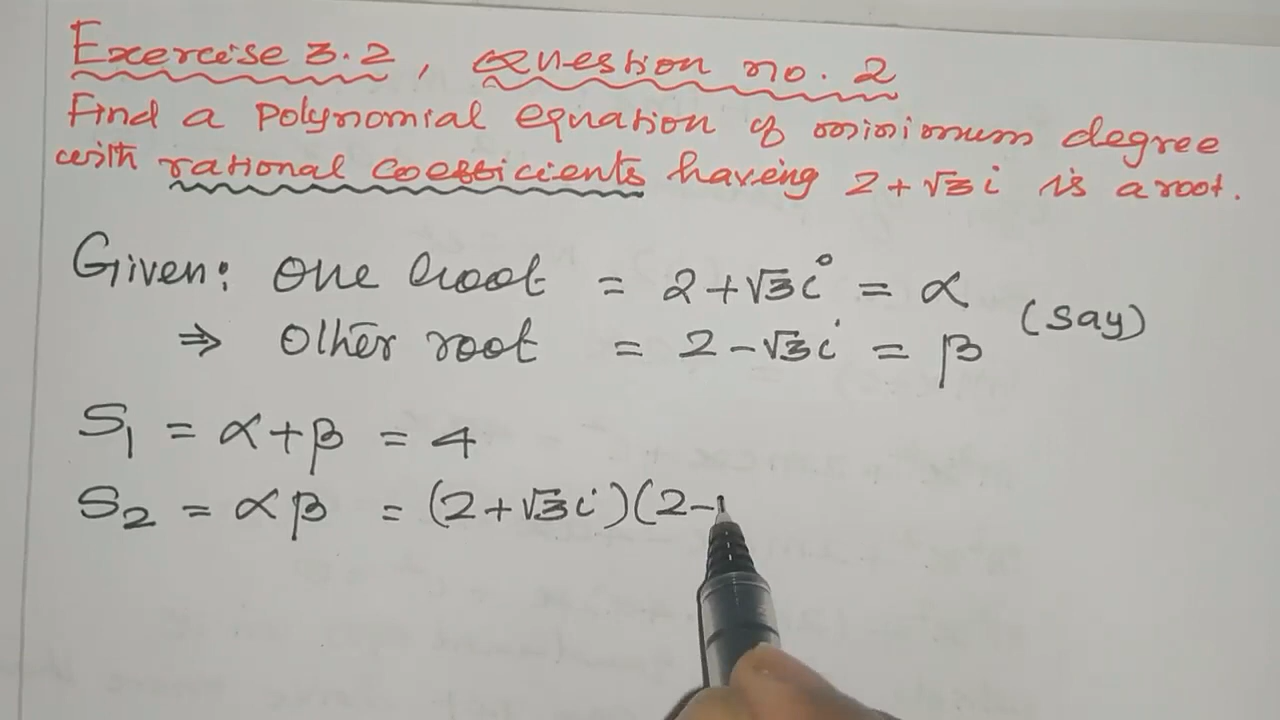 Exercise 3.2, Question no. 2
Find a polynomial equation of minimum degree
with rational coefficients having 2+√3i is a root.
Given: One root = 2+√3i = α (say)
⇒ Other root = 2-√3i = β
S₁ = α+β = 4
S₂ = αβ = (2+√3i)(2-